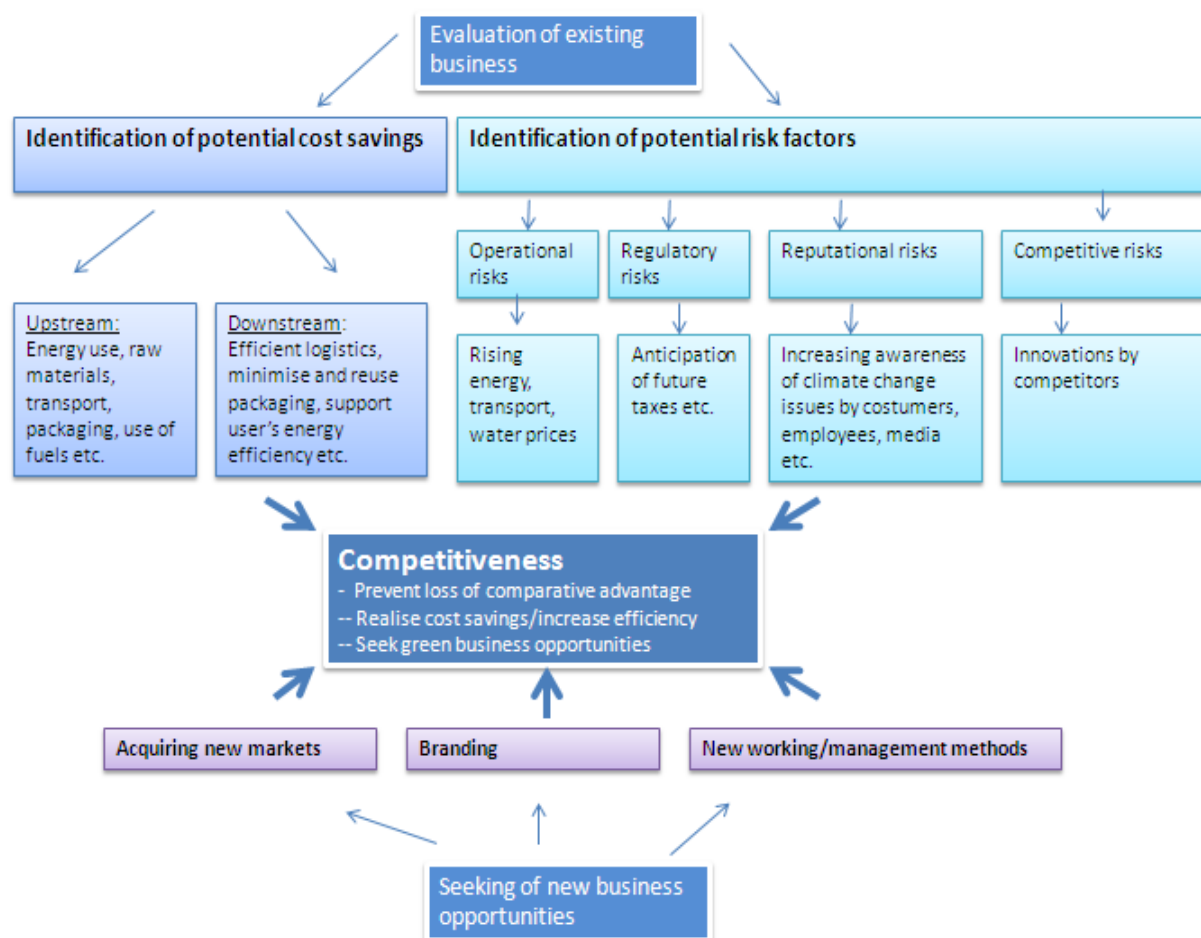 Evaluation of existing
business
Identification of potential cost savings
Identification of potential risk factors
Operational
risks
Regulatory
risks
Reputational risks
Competitive risks
Upstream:
Energy use, raw
materials,
transport,
packaging, use of
fuels etc.
Downstream:
Efficient logistics,
minimise and reuse
packaging, support
user's energy
efficiency etc.
Rising
energy,
transport,
water prices
Anticipation
of future
taxes etc.
Increasing awareness
of climate change
issues by costumers,
employees, media
etc.
Innovations by
competitors
Competitiveness
- Prevent loss of comparative advantage
-- Realise cost savings/increase efficiency
-- Seek green business opportunities
Acquiring new markets
Branding
New working/management methods
Seeking of new business
opportunities